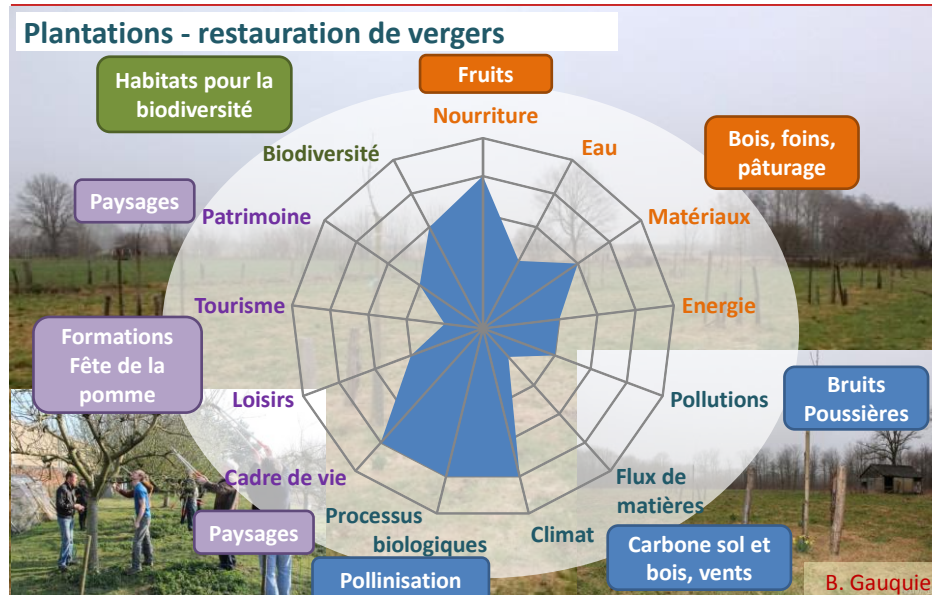 Plantations - restauration de vergers
Habitats pour la
biodiversité
Fruits
Nourriture
Biodiversité
Eau
Bois, foins,
pâturage
Paysages
Patrimoine
Matériaux
Tourisme
Energie
Formations
Fête de la
pomme
Loisirs
Pollutions
Bruits
Poussières
Cadre de vie
Flux de
matières
Paysages
Processus
biologiques
Climat
Carbone sol et
bois, vents
Pollinisation
B. Gauquie